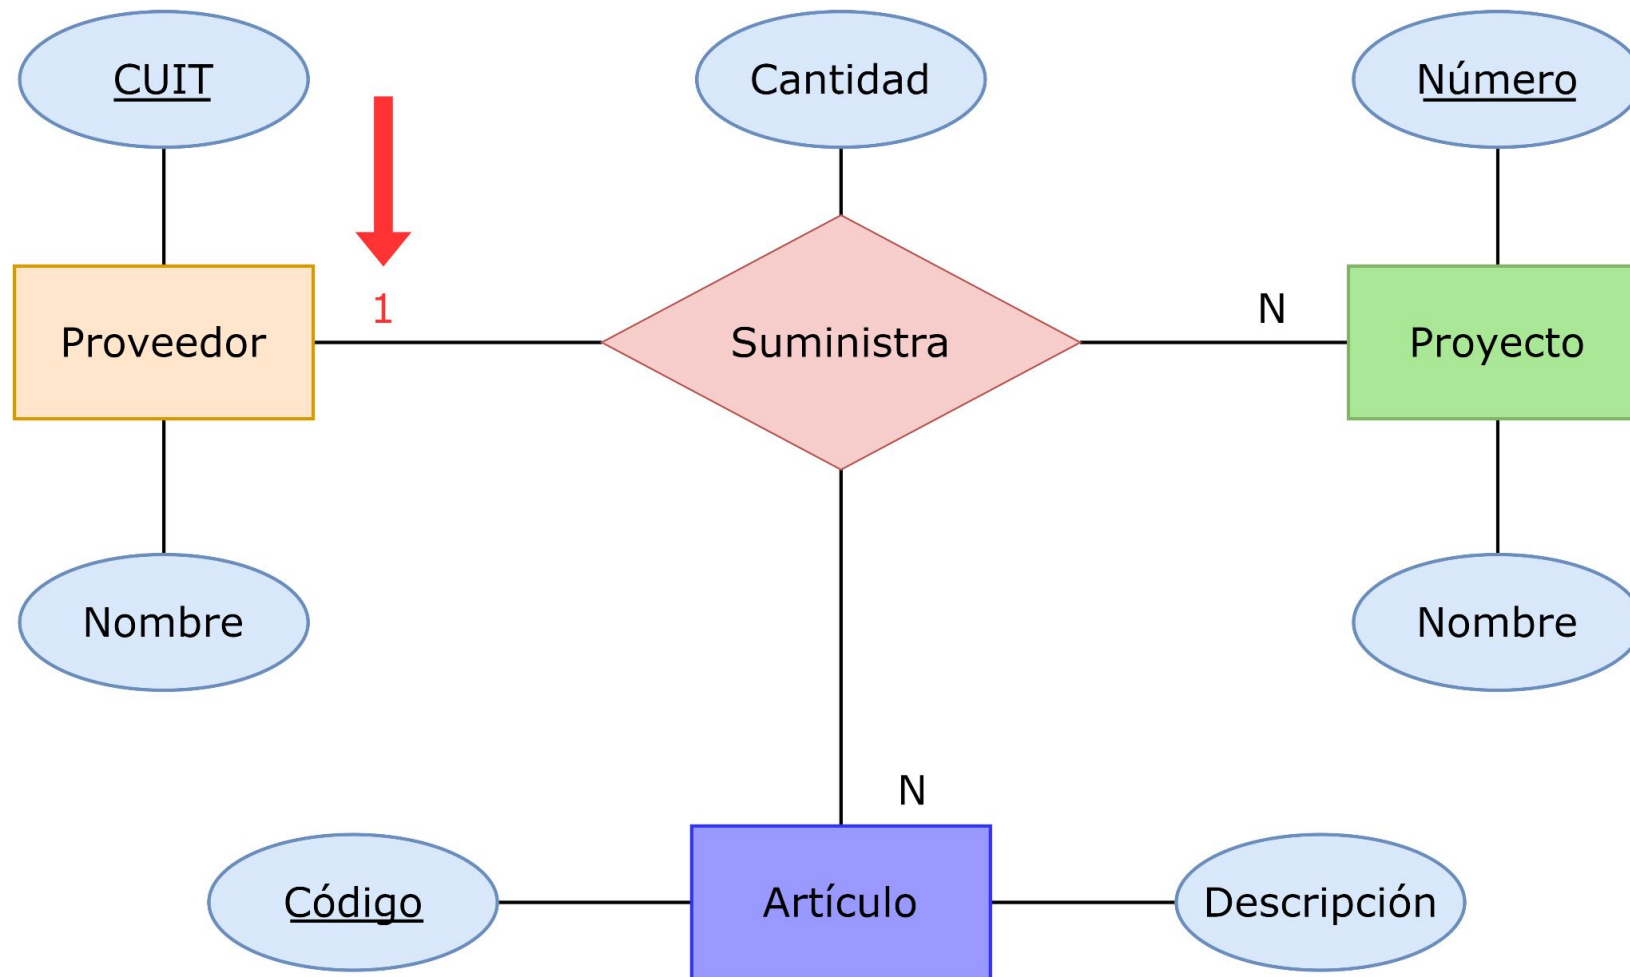 CUIT
Cantidad
Número
1
N
Proveedor
Suministra
Proyecto
Nombre
Nombre
N
Código
Artículo
Descripción